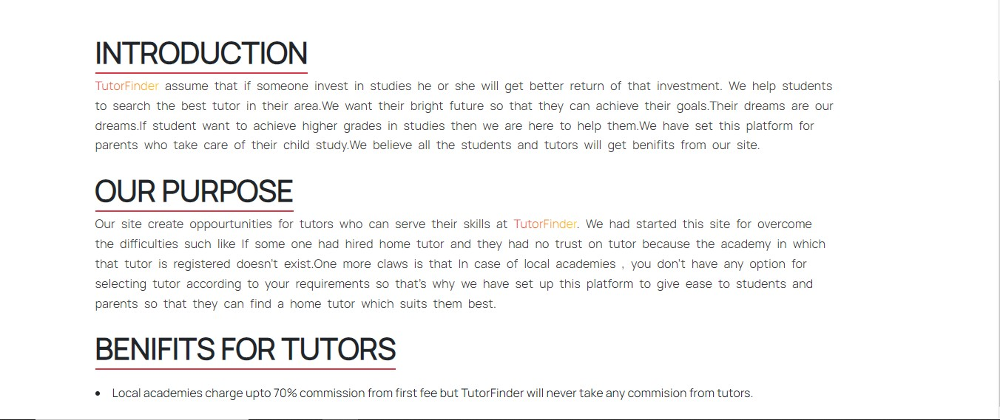 INTRODUCTION
TutorFinder assume that if someone invest in studies he or she will get better return of that investment. We help students
to search the best tutor in their area.We want their bright future so that they can achieve their goals.Their dreams are our
dreams.If student want to achieve higher grades in studies then we are here to help them.We have set this platform for
parents who take care of their child study.We believe all the students and tutors will get benifits from our site.
OUR PURPOSE
Our site create oppourtunities for tutors who can serve their skills at TutorFinder. We had started this site for overcome
the difficulties such like If some one had hired home tutor and they had no trust on tutor because the academy in which
that tutor is registered doesn't exist.One more claws is that In case of local academies , you don't have any option for
selecting tutor according to your requirements so that's why we have set up this platform to give ease to students and
parents so that they can find a home tutor which suits them best.
BENIFITS FOR TUTORS
• Local academies charge upto 70% commission from first fee but TutorFinder will never take any commision from tutors.